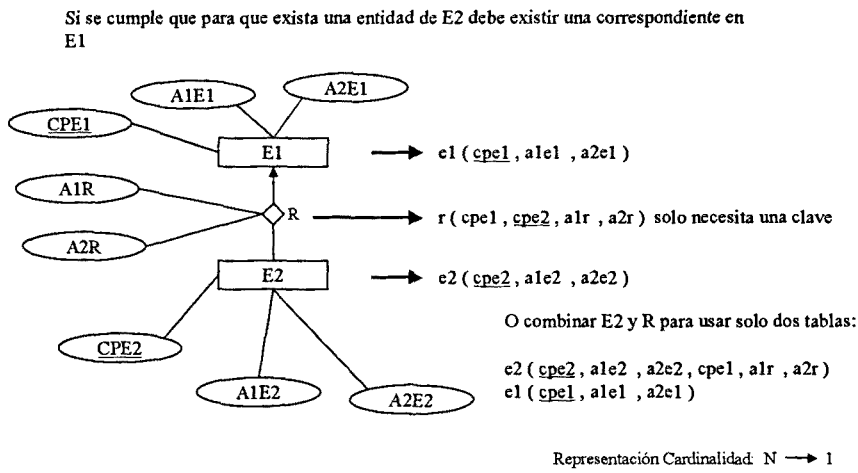 Si se cumple que para que exista una entidad de E2 debe existir una correspondiente en
E1
A1E1
A2E1
CPE1
E1
e1 ( cpe1 , a1e1 , a2e1 )
A1R
R
r ( cpe1 , cpe2 , a1r , a2r ) solo necesita una clave
A2R
E2
e2 ( cpe2 , a1e2 , a2e2 )
O combinar E2 y R para usar solo dos tablas:
CPE2
e2 ( cpe2 , a1e2 , a2e2 , cpe1 , a1r , a2r )
A1E2
A2E2
e1 ( cpe1 , a1e1 , a2e1 )
Representación Cardinalidad: N → 1